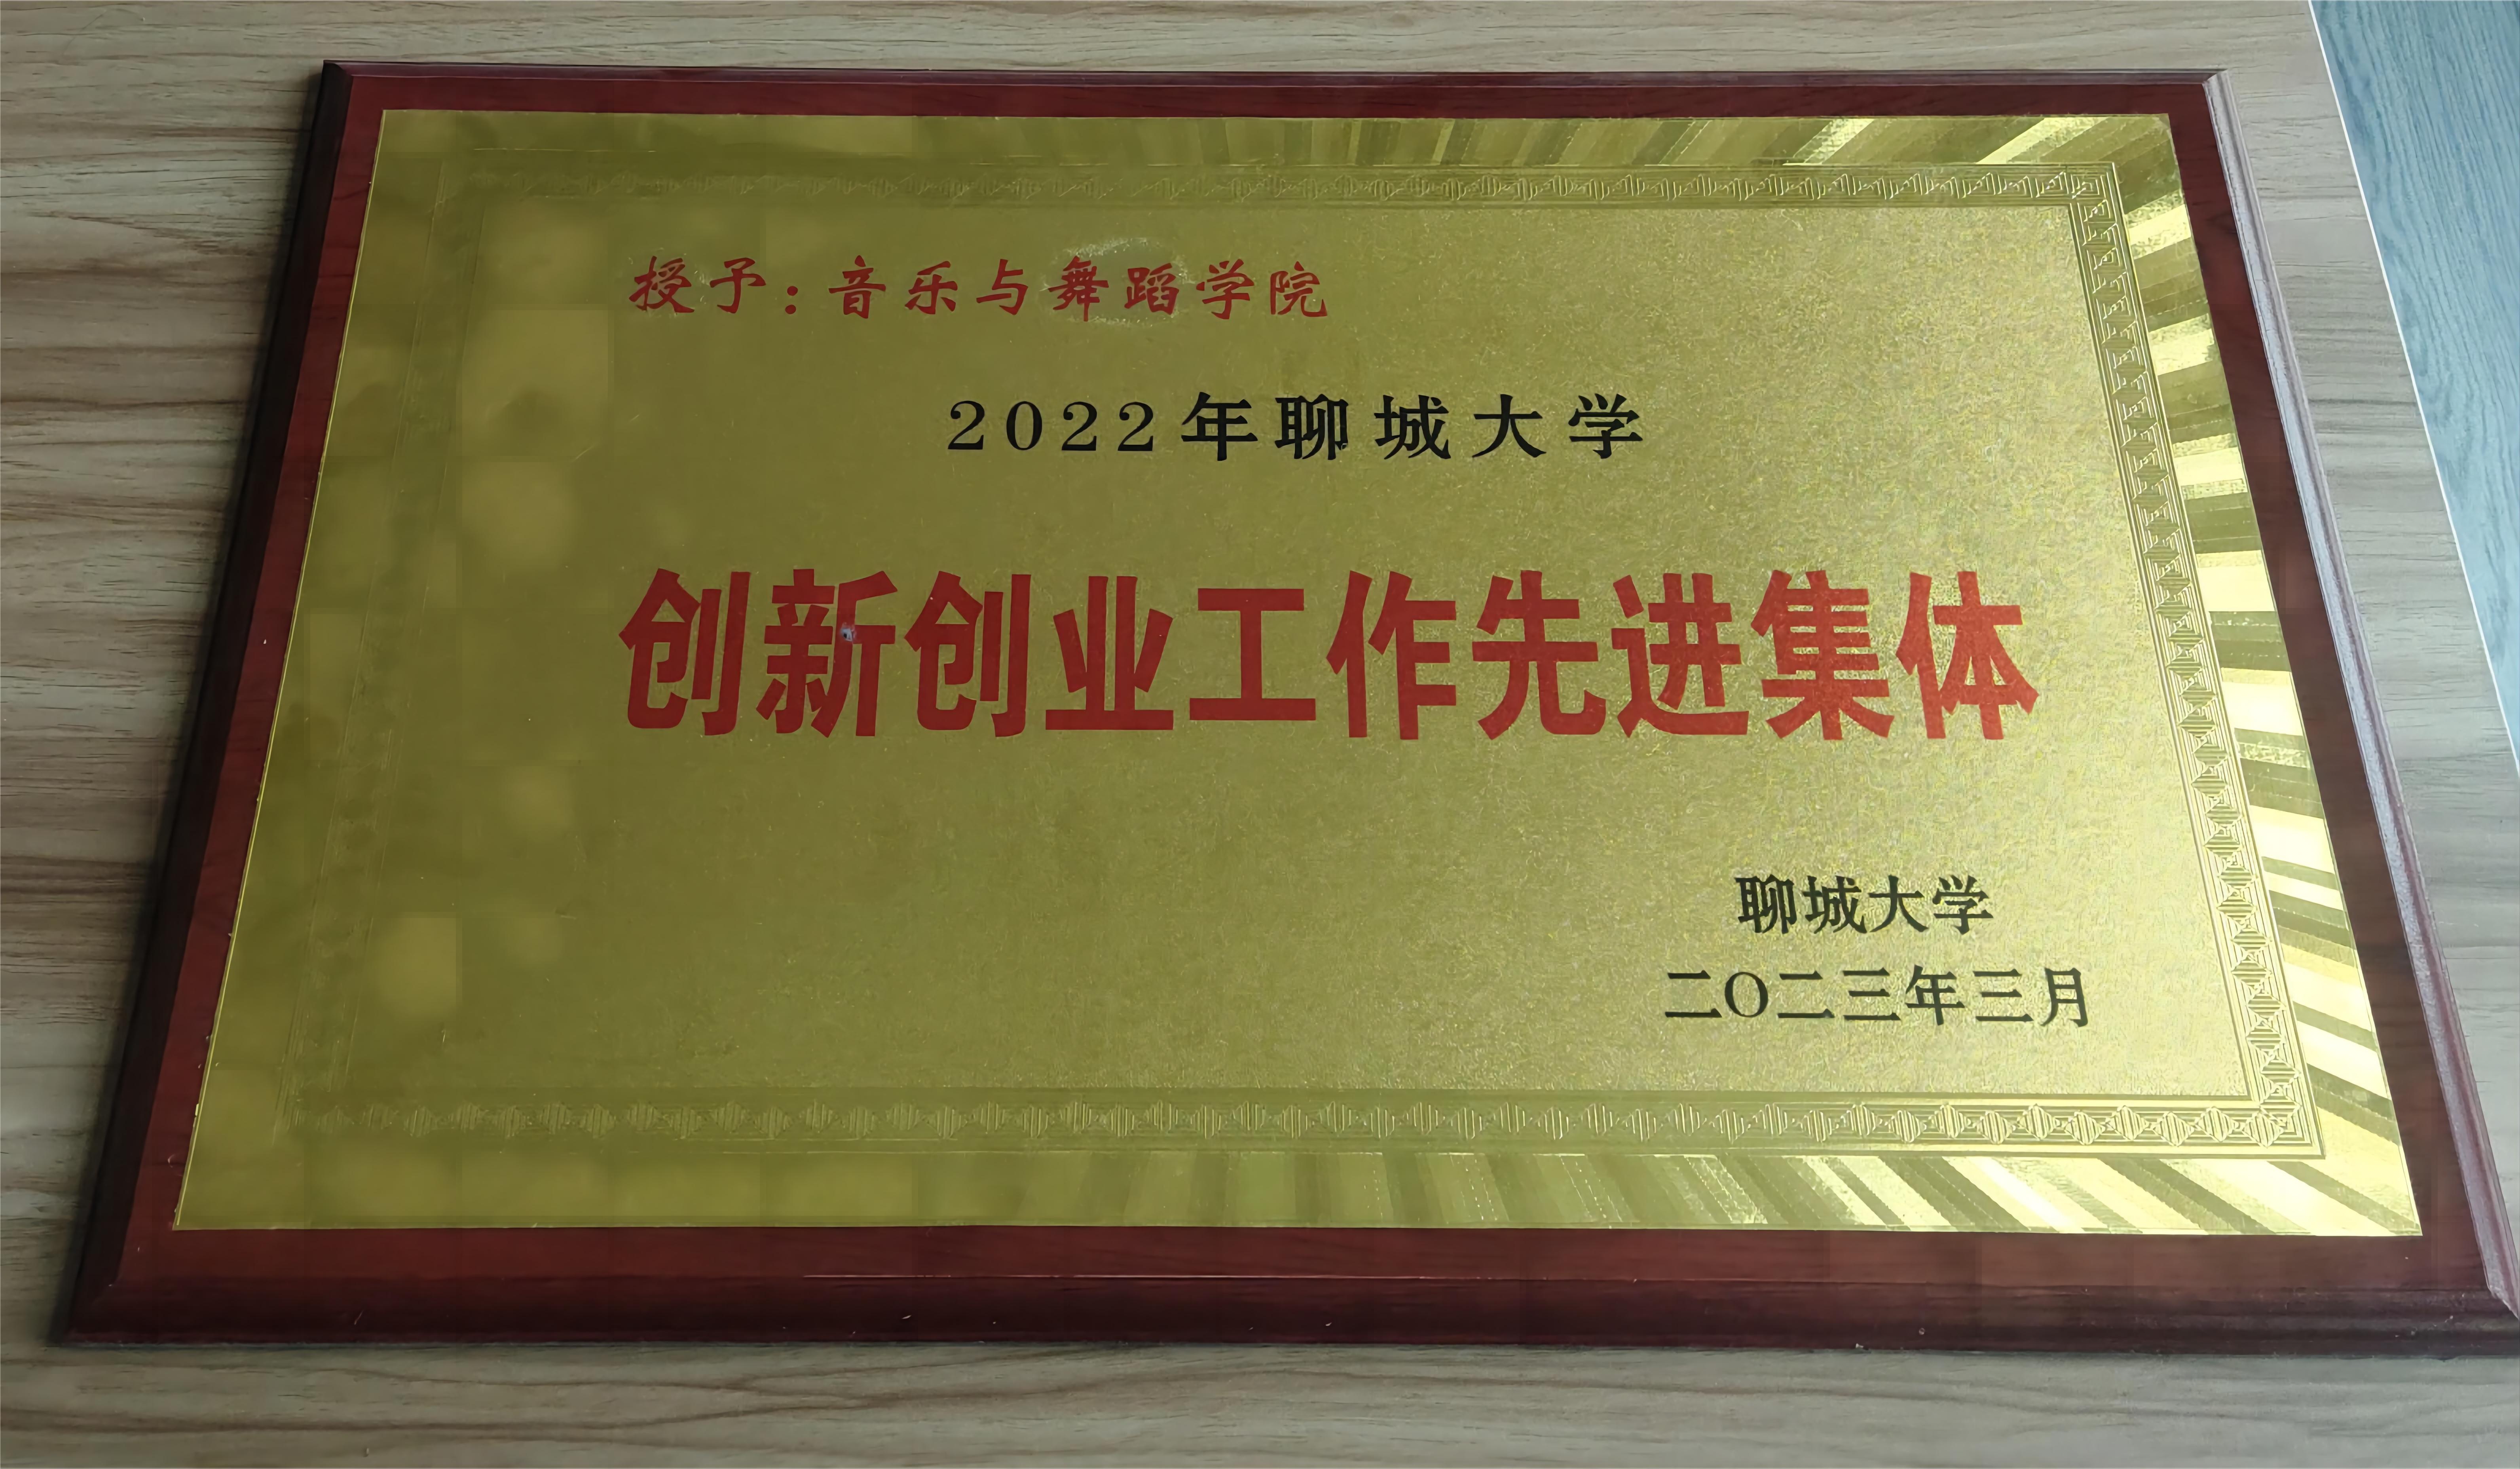 授予：音乐与舞蹈学院
2022年聊城大学
创新创业工作先进集体
聊城大学
二〇二三年三月